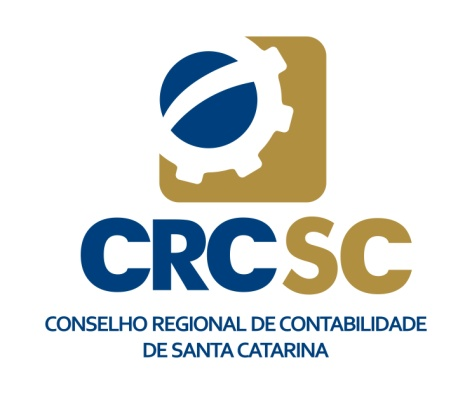 CRCSC
CONSELHO REGIONAL DE CONTABILIDADE
DE SANTA CATARINA